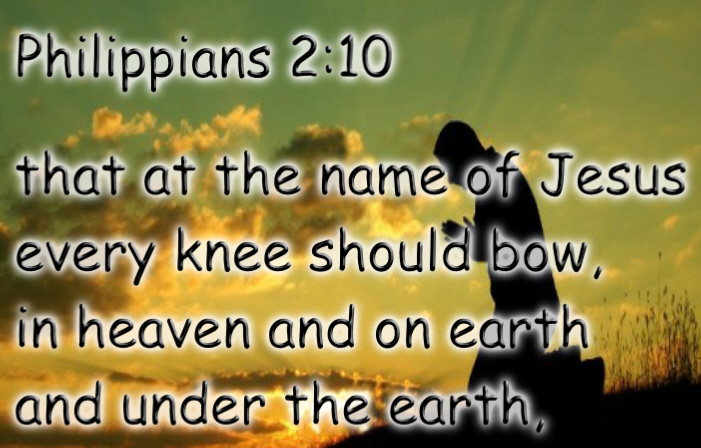 Philippians 2:10
that at the name of Jesus
every knee should bow,
in heaven and on earth
and under the earth,